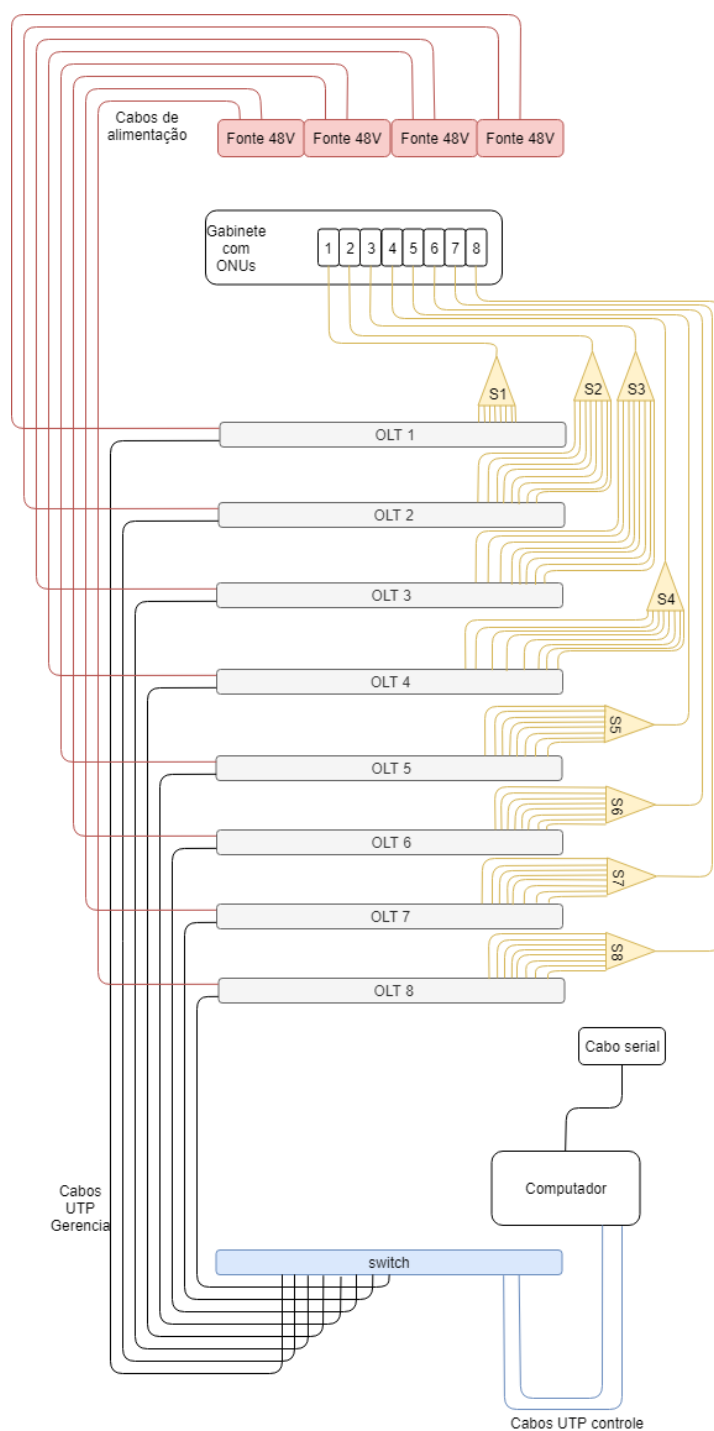 Cabos de
alimentação
Fonte 48V
Fonte 48V
Fonte 48V
Fonte 48V
Gabinete
com
ONUs
1
2
3
4
5
6
7
8
S1
S2
S3
OLT 1
OLT 2
OLT 3
S4
OLT 4
S5
OLT 5
S6
OLT 6
S7
OLT 7
S8
OLT 8
Cabo serial
Computador
Cabos
UTP
Gerencia
switch
Cabos UTP controle